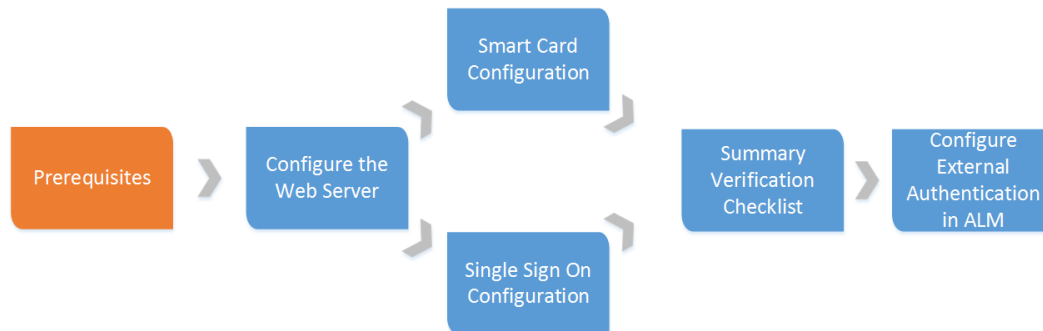 Prerequisites
Configure the
Web Server
Smart Card
Configuration
Single Sign On
Configuration
Summary
Verification
Checklist
Configure
External
Authentication
in ALM